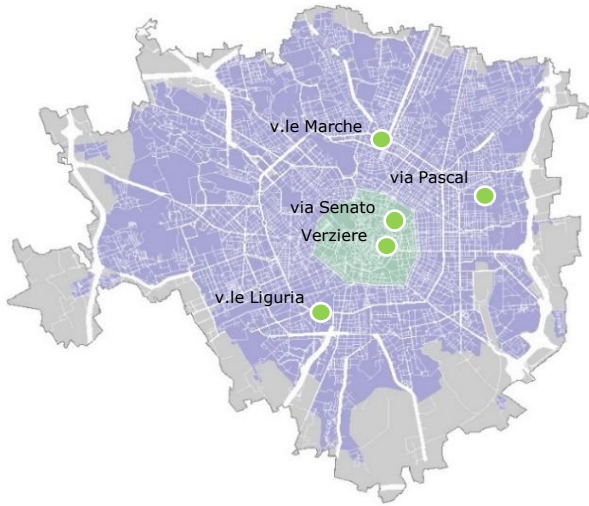 v.le Marche
via Pascal
via Senato
Verziere
v.le Liguria